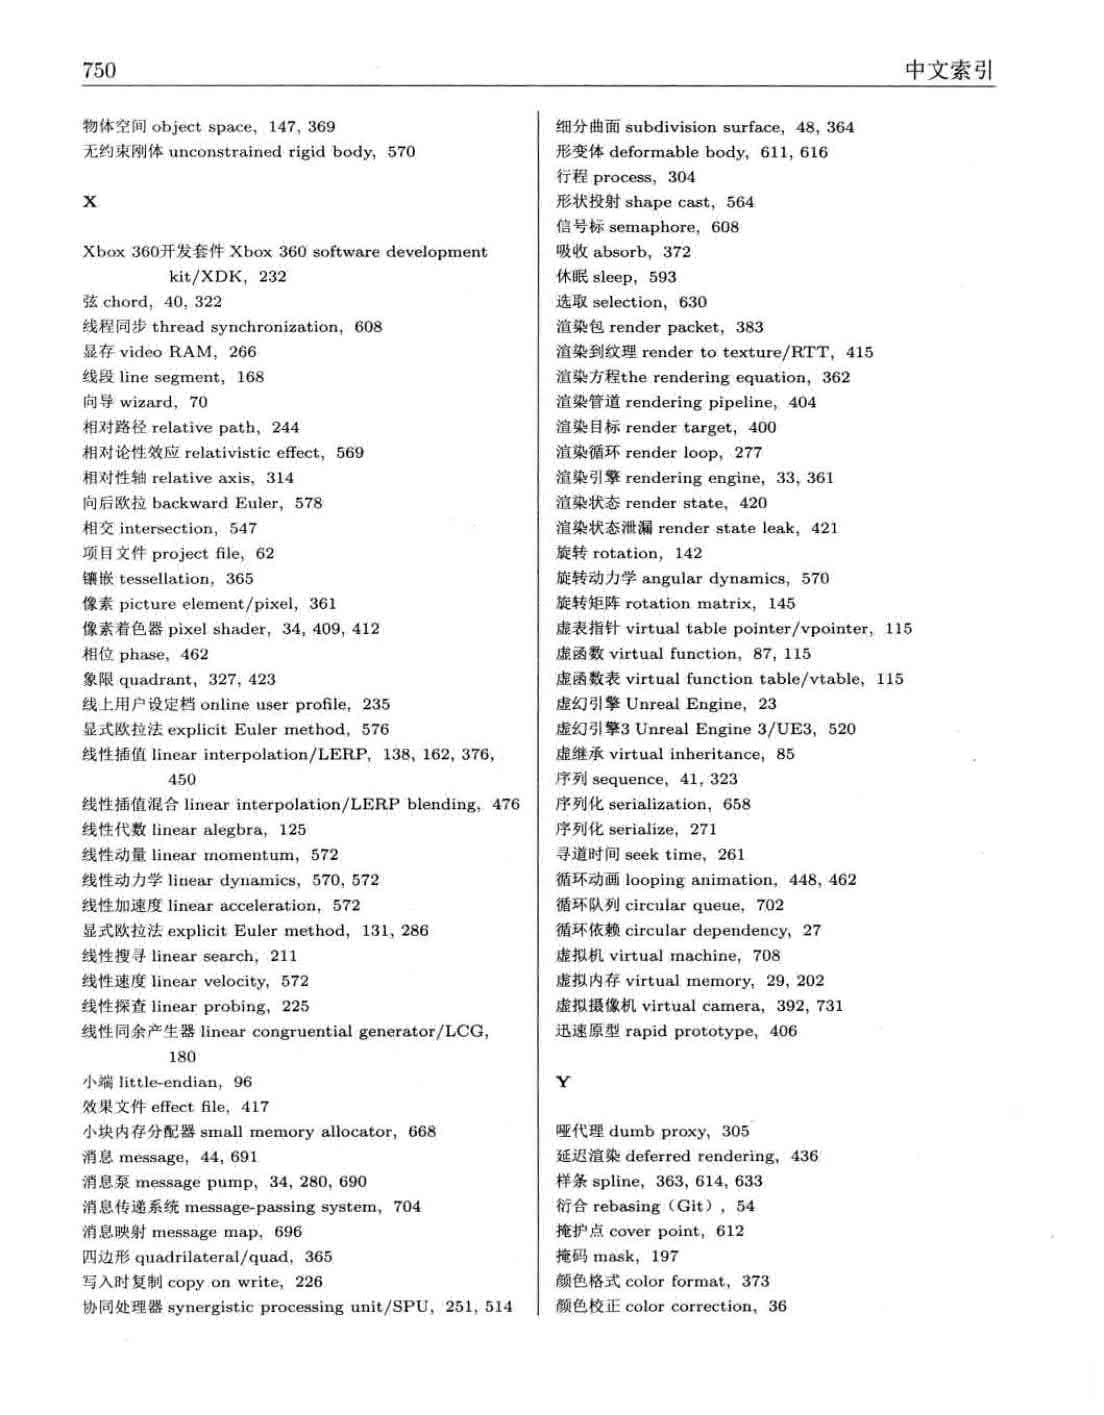 750
中文索引
物体空间 object space, 147, 369
无约束刚体 unconstrained rigid body, 570
X
Xbox 360开发套件 Xbox 360 software development
kit/XDK, 232
弦 chord, 40, 322
线程同步 thread synchronization, 608
显存 video RAM, 266
线段 line segment, 168
向导 wizard, 70
相对路径 relative path, 244
相对论性效应 relativistic effect, 569
相对性轴 relative axis, 314
向后欧拉 backward Euler, 578
相交 intersection, 547
项目文件 project file, 62
镶嵌 tessellation, 365
像素 picture element/pixel, 361
像素着色器 pixel shader, 34, 409, 412
相位 phase, 462
象限 quadrant, 327, 423
线上用户设定档 online user profile, 235
显式欧拉法 explicit Euler method, 576
线性插值 linear interpolation/LERP, 138, 162, 376,
450
线性插值混合 linear interpolation/LERP blending, 476
线性代数 linear alegbra, 125
线性动量 linear momentum, 572
线性动力学 linear dynamics, 570, 572
线性加速度 linear acceleration, 572
显式欧拉法 explicit Euler method, 131, 286
线性搜寻 linear search, 211
线性速度 linear velocity, 572
线性探查 linear probing, 225
线性同余产生器 linear congruential generator/LCG,
180
小端 little-endian, 96
效果文件 effect file, 417
小块内存分配器 small memory allocator, 668
消息 message, 44, 691
消息泵 message pump, 34, 280, 690
消息传递系统 message-passing system, 704
消息映射 message map, 696
四边形 quadrilateral/quad, 365
写入时复制 copy on write, 226
协同处理器 synergistic processing unit/SPU, 251, 514
细分曲面 subdivision surface, 48, 364
形变体 deformable body, 611, 616
行程 process, 304
形状投射 shape cast, 564
信号标 semaphore, 608
吸收 absorb, 372
休眠 sleep, 593
选取 selection, 630
渲染包 render packet, 383
渲染到纹理 render to texture/RTT, 415
渲染方程the rendering equation, 362
渲染管道 rendering pipeline, 404
渲染目标 render target, 400
渲染循环 render loop, 277
渲染引擎 rendering engine, 33, 361
渲染状态 render state, 420
渲染状态泄漏 render state leak, 421
旋转 rotation, 142
旋转动力学 angular dynamics, 570
旋转矩阵 rotation matrix, 145
虚表指针 virtual table pointer/vpointer, 115
虚函数 virtual function, 87, 115
虚函数表 virtual function table/vtable, 115
虚幻引擎 Unreal Engine, 23
虚幻引擎3 Unreal Engine 3/UE3, 520
虚继承 virtual inheritance, 85
序列 sequence, 41, 323
序列化 serialization, 658
序列化 serialize, 271
寻道时间 seek time, 261
循环动画 looping animation, 448, 462
循环队列 circular queue, 702
循环依赖 circular dependency, 27
虚拟机 virtual machine, 708
虚拟内存 virtual memory, 29, 202
虚拟摄像机 virtual camera, 392, 731
迅速原型 rapid prototype, 406
Y
哑代理 dumb proxy, 305
延迟渲染 deferred rendering, 436
样条 spline, 363, 614, 633
衍合 rebasing (Git) , 54
掩护点 cover point, 612
掩码 mask, 197
颜色格式 color format, 373
颜色校正 color correction, 36